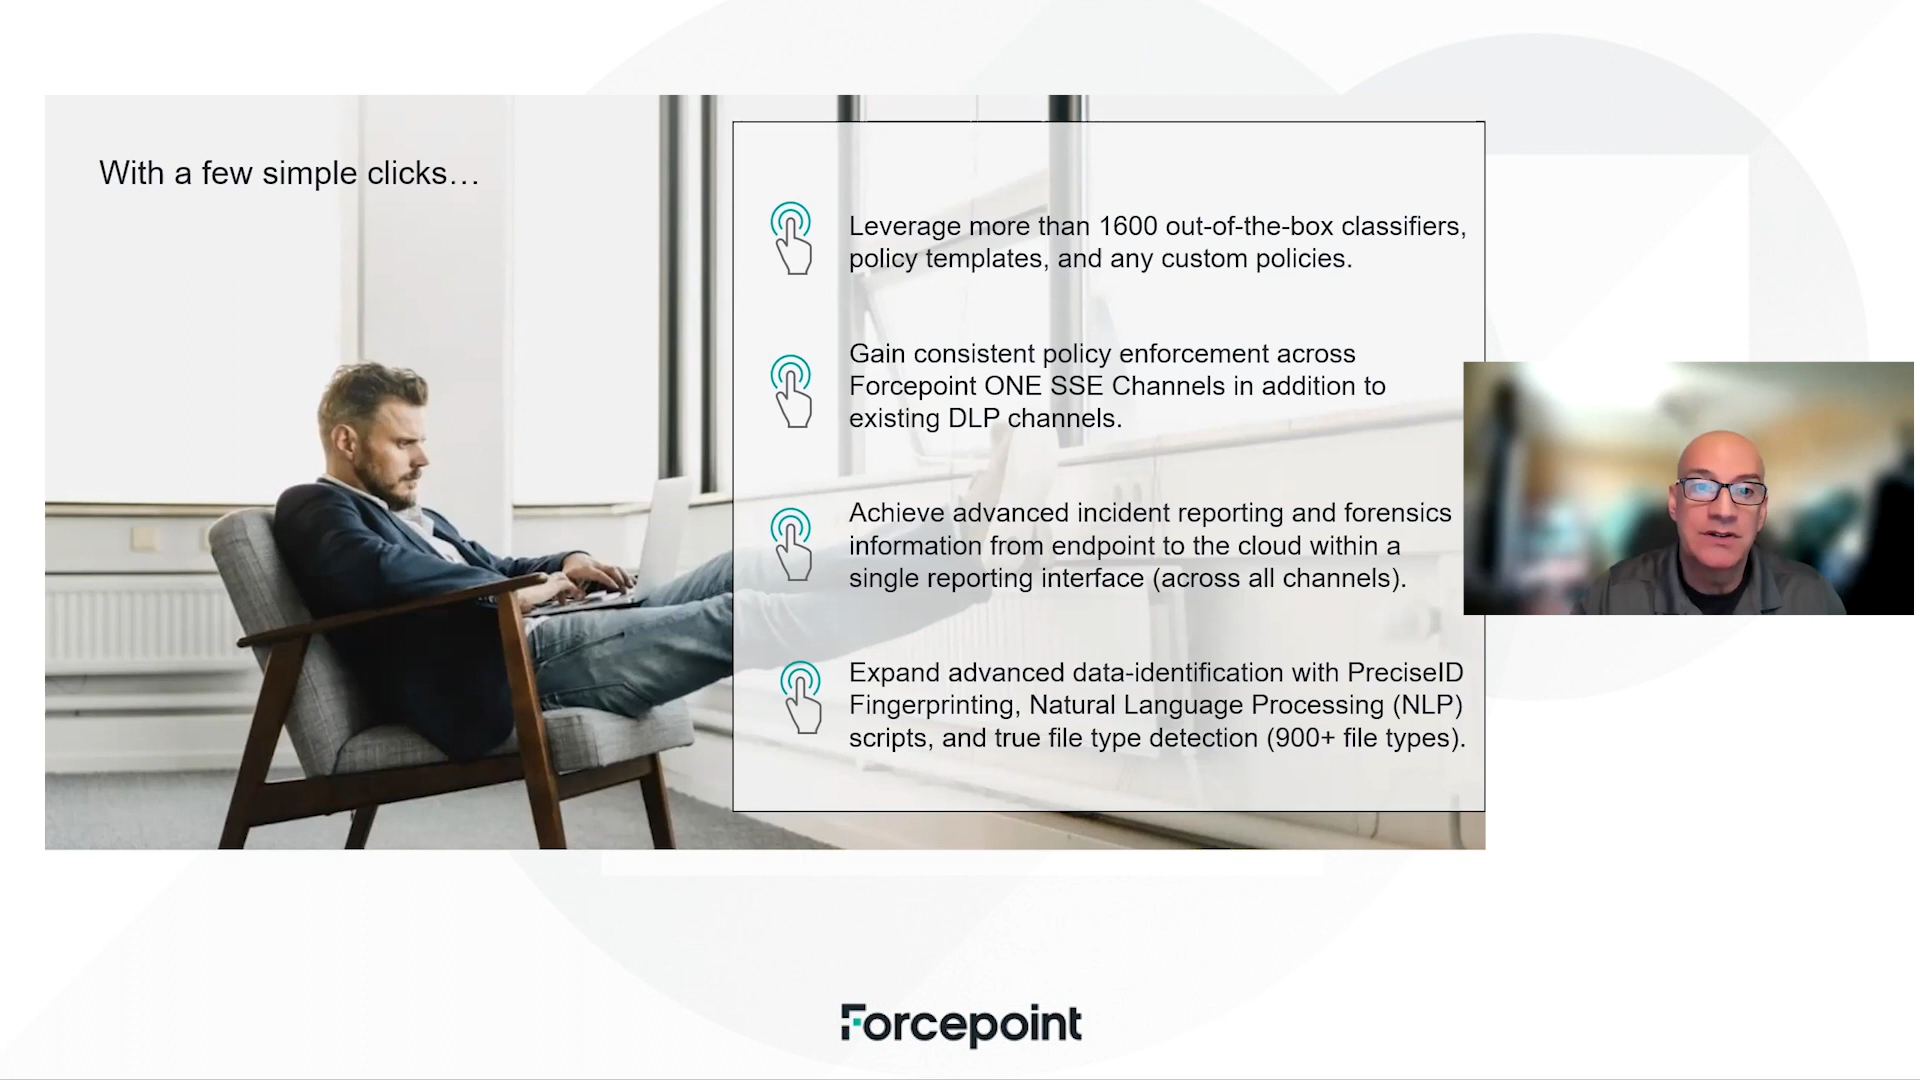 With a few simple clicks…
Leverage more than 1600 out-of-the-box classifiers,
policy templates, and any custom policies.
Gain consistent policy enforcement across
Forcepoint ONE SSE Channels in addition to
existing DLP channels.
Achieve advanced incident reporting and forensics
information from endpoint to the cloud within a
single reporting interface (across all channels).
Expand advanced data-identification with PreciseID
Fingerprinting, Natural Language Processing (NLP)
scripts, and true file type detection (900+ file types).
Forcepoint